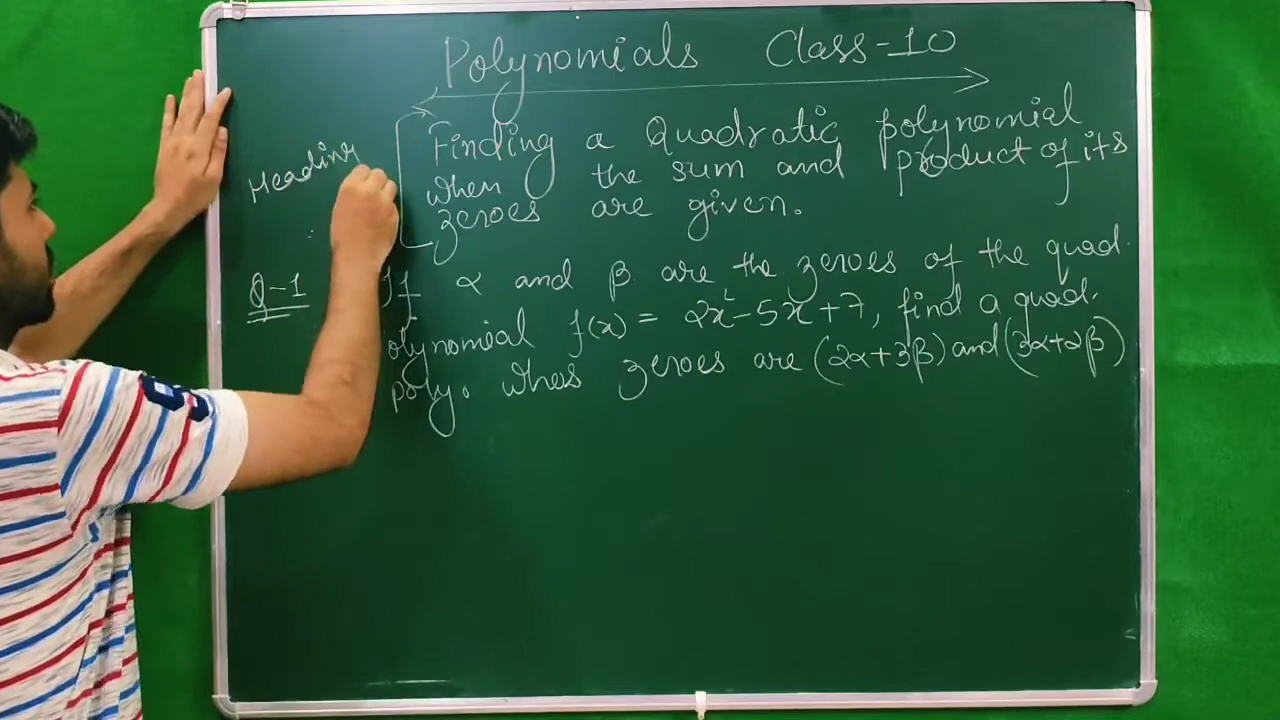 Polynomials Class-10
Heading
Finding a Quadratic polynomial
when the sum and product of its
zeroes are given.
Q-1 If α and β are the zeroes of the quad.
olynomial f(x) = 2x²-5x+7, find a quad.
poly. whos zeroes are (2α+3β) and (3α+2β)